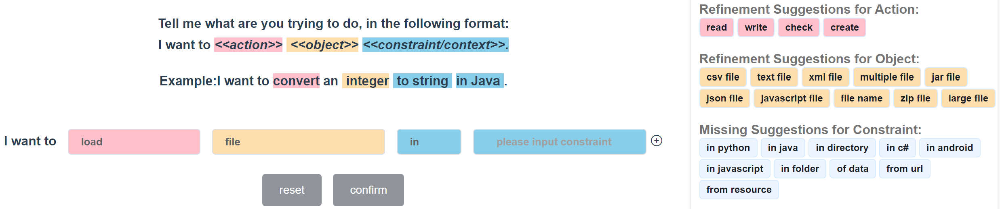 Tell me what are you trying to do, in the following format:
I want to <<action>> <<object>> <<constraint/context>>.
Example:I want to convert an integer to string in Java .
I want to load file in please input constraint +
reset confirm
Refinement Suggestions for Action:
read write check create
Refinement Suggestions for Object:
csv file text file xml file multiple file jar file
json file javascript file file name zip file large file
Missing Suggestions for Constraint:
in python in java in directory in c# in android
in javascript in folder of data from url
from resource